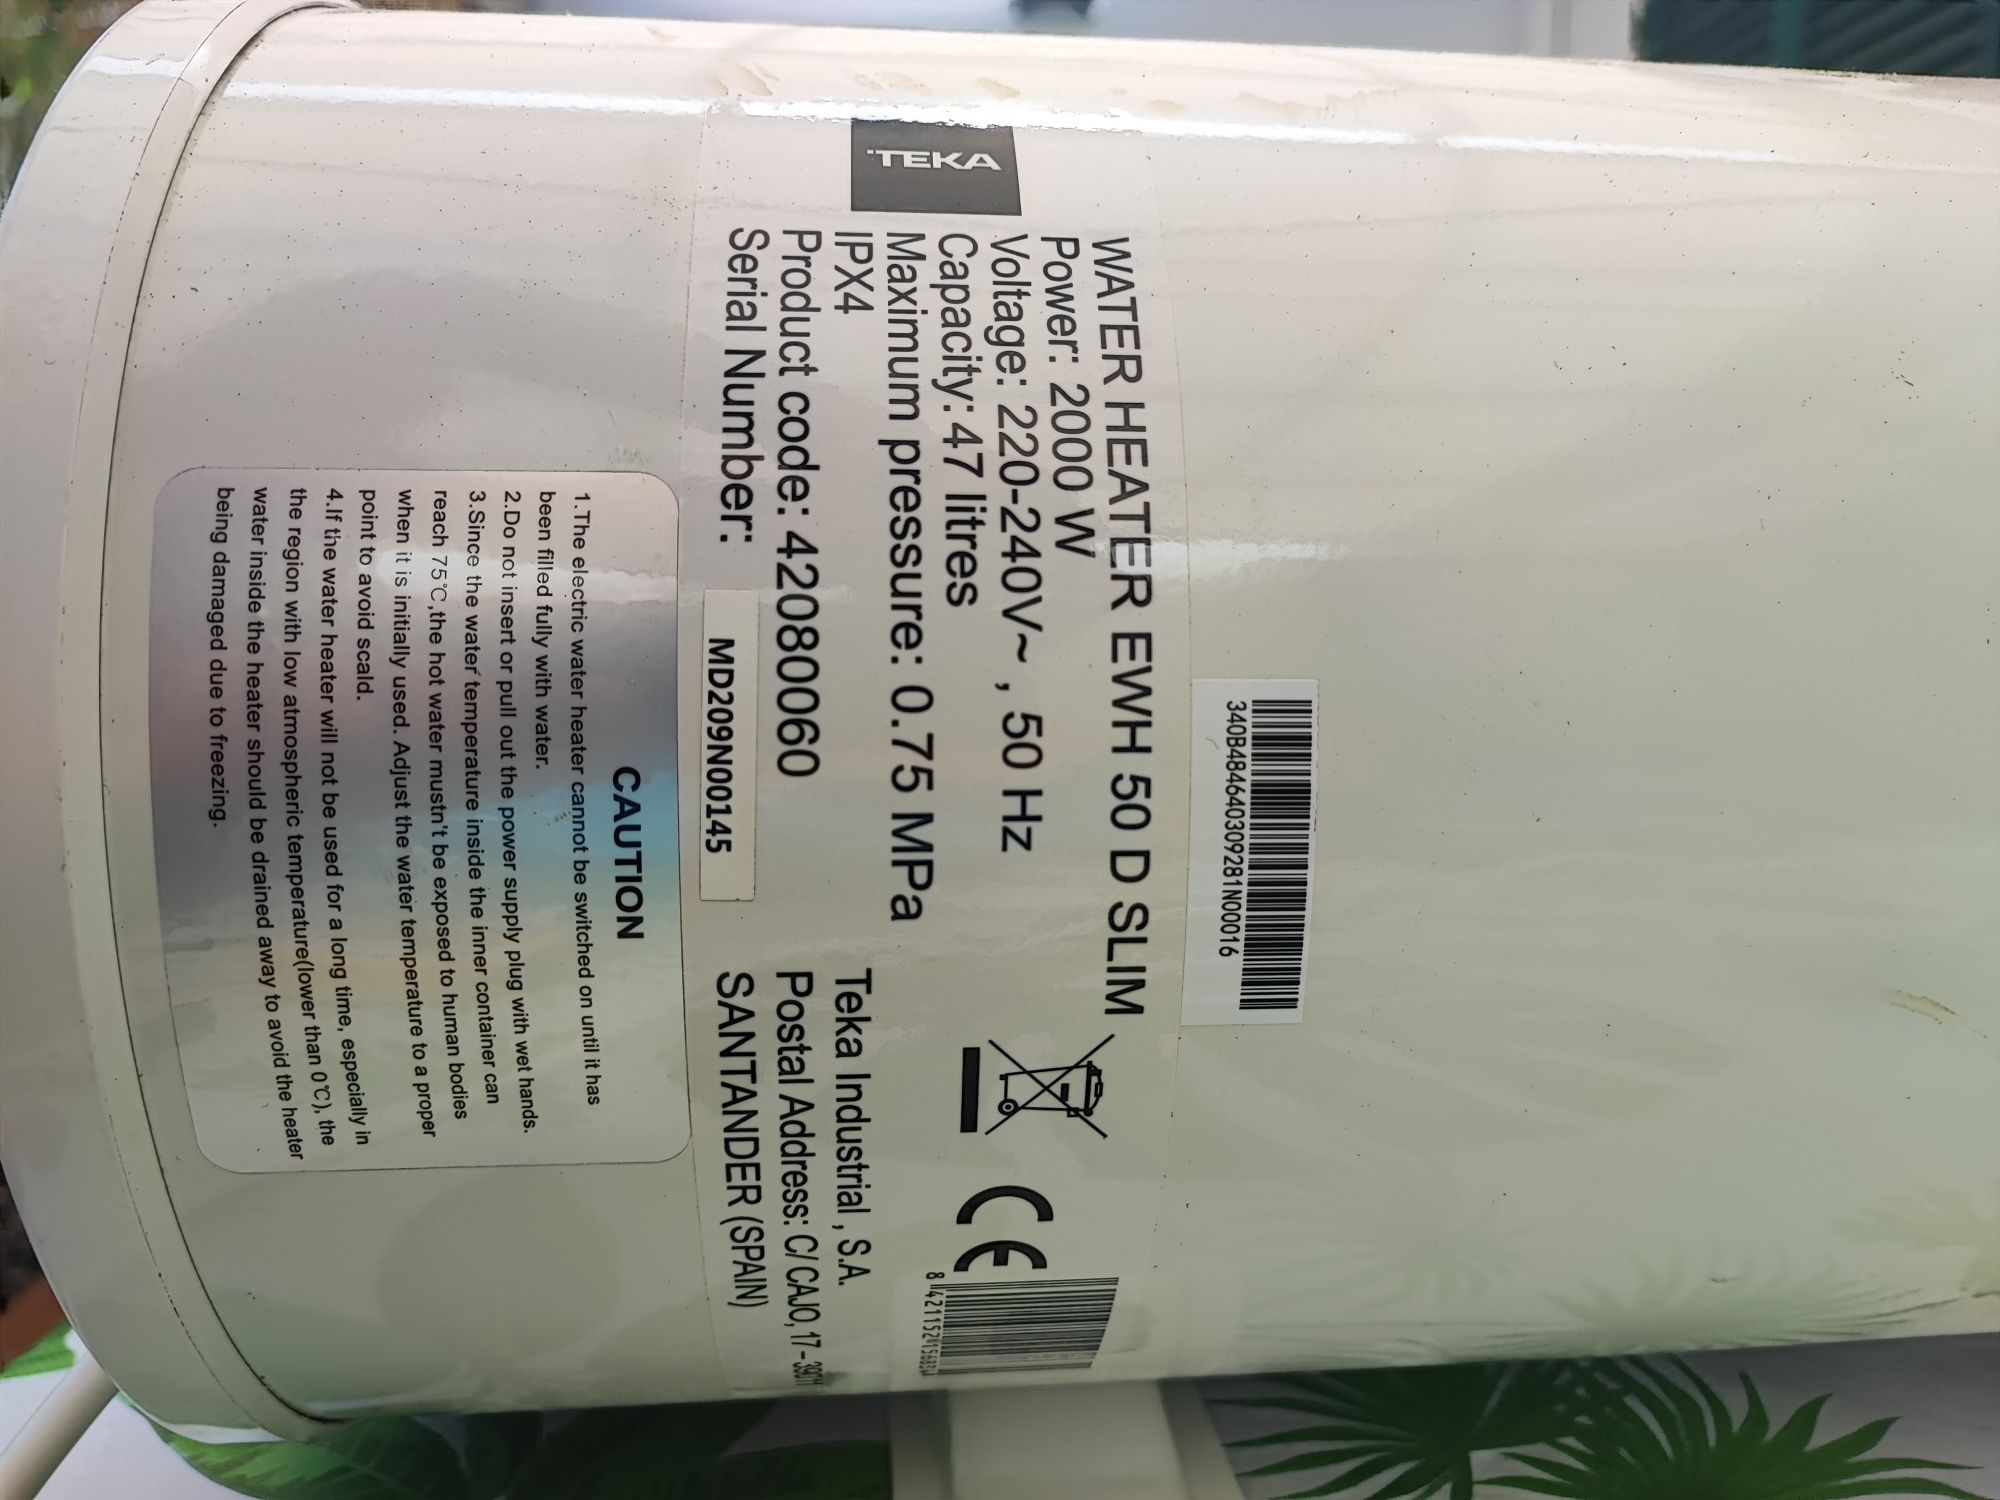 340B484640309281N00016
TEKA
WATER HEATER EWH 50 D SLIM
Power: 2000 W
Voltage: 220-240V~ , 50 Hz
Capacity: 47 litres
Maximum pressure: 0.75 MPa
IPX4
Product code: 42080060
Serial Number: MD209N00145
CE
Teka Industrial , S.A.
Postal Address: C/ CAJO, 17 -
SANTANDER (SPAIN)
CAUTION
1.The electric water heater cannot be switched on until it has
been filled fully with water.
2.Do not insert or pull out the power supply plug with wet hands.
3.Since the water temperature inside the inner container can
reach 75℃,the hot water mustn't be exposed to human bodies
when it is initially used. Adjust the water temperature to a proper
point to avoid scald.
4.If the water heater will not be used for a long time, especially in
the region with low atmospheric temperature(lower than 0℃), the
water inside the heater should be drained away to avoid the heater
being damaged due to freezing.